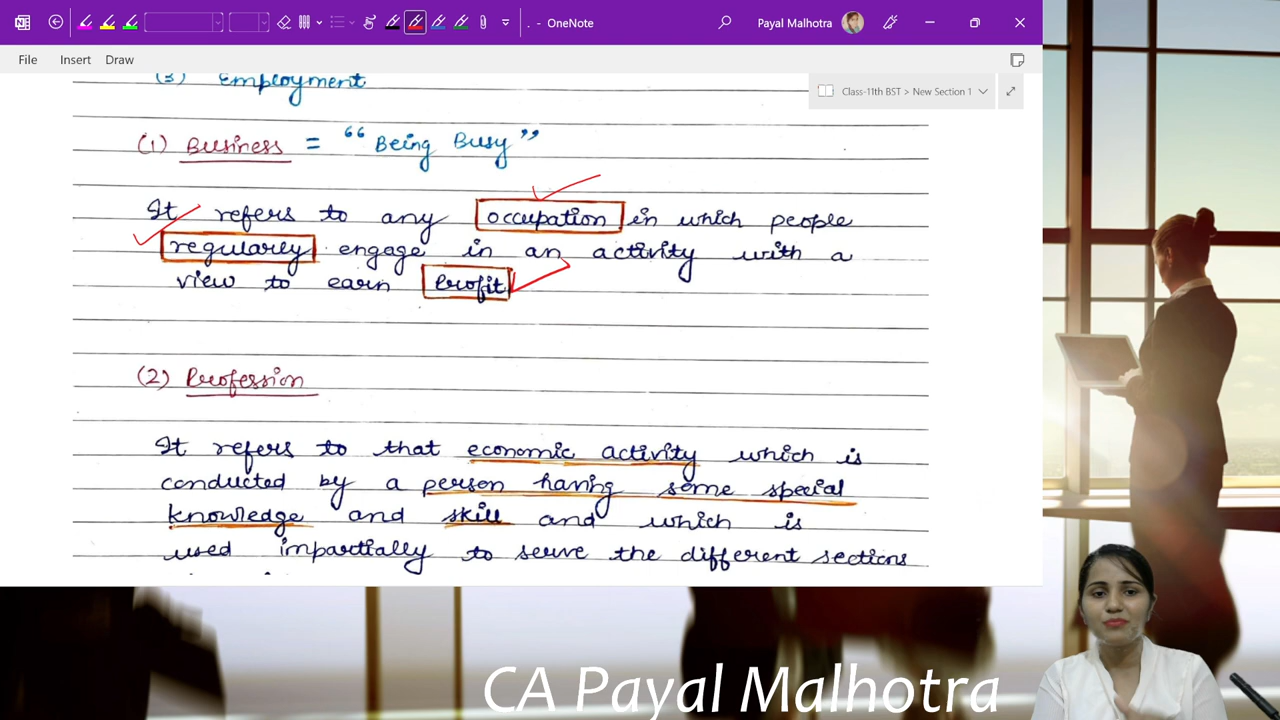 . - OneNote
Payal Malhotra
File Insert Draw
Class-11th BST > New Section 1
(3) Employment
(1) Business = “Being Busy”
It refers to any occupation in which people
regularly engage in an activity with a
view to earn Profit
(2) Profession
It refers to that economic activity which is
conducted by a person having some special
knowledge and skill and which is
used impartially to serve the different sections
CA Payal Malhotra